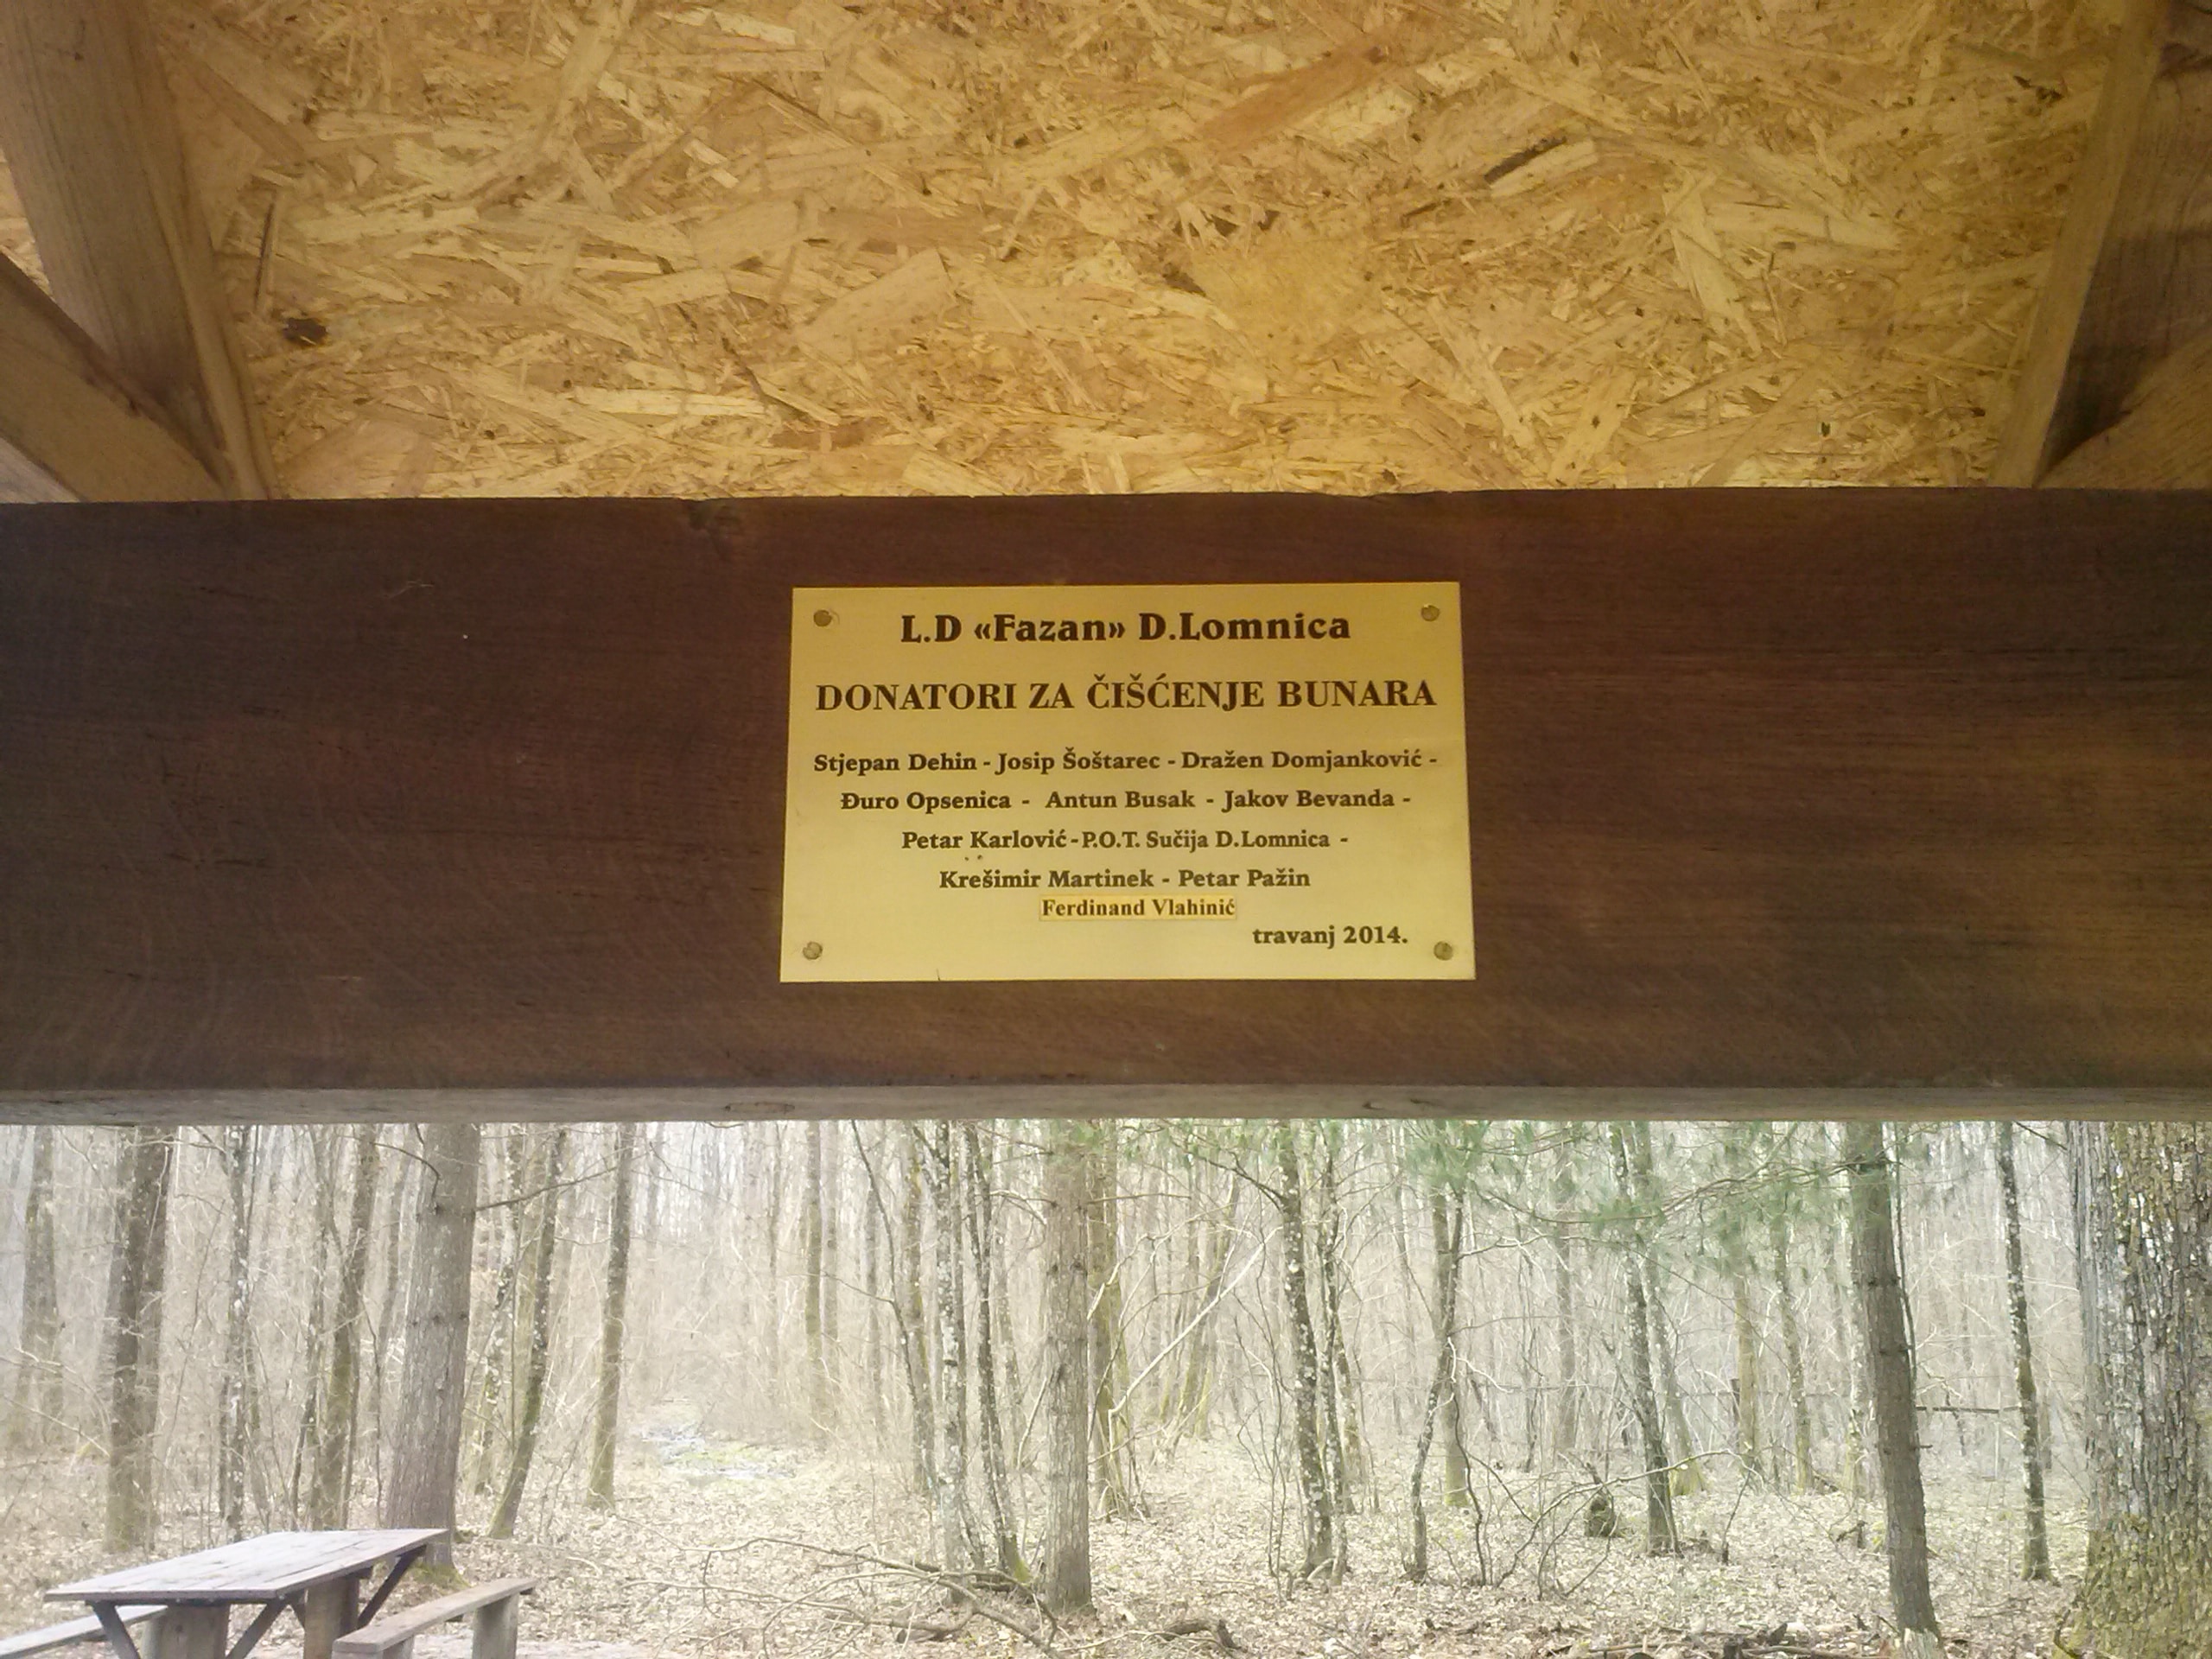 L.D «Fazan» D.Lomnica
DONATORI ZA ČIŠĆENJE BUNARA
Stjepan Dehin - Josip Šoštarec - Dražen Domjanković -
Đuro Opsenica - Antun Busak - Jakov Bevanda -
Petar Karlović - P.O.T. Sučija D.Lomnica -
Krešimir Martinek - Petar Pažin
Ferdinand Vlahinić
travanj 2014.